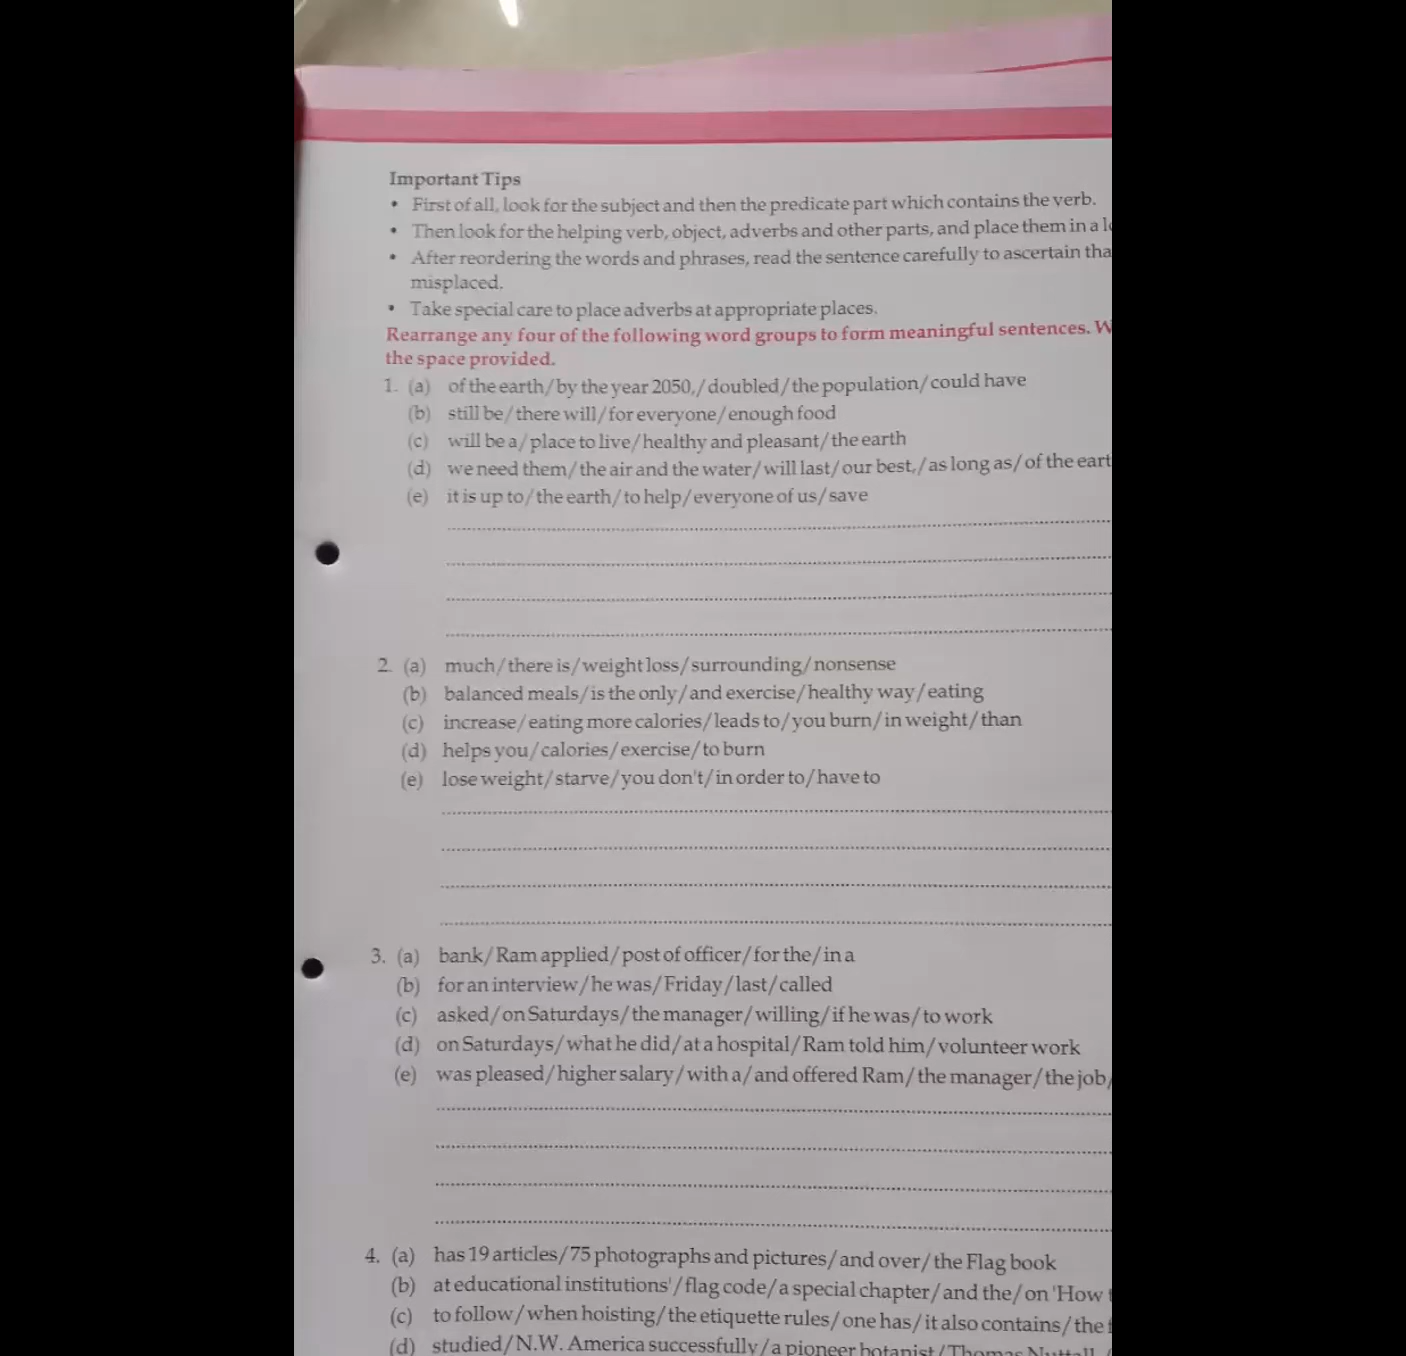 Important Tips
• First of all, look for the subject and then the predicate part which contains the verb.
• Then look for the helping verb, object, adverbs and other parts, and place them in a
• After reordering the words and phrases, read the sentence carefully to ascertain
misplaced.
• Take special care to place adverbs at appropriate places.
Rearrange any four of the following word groups to form meaningful sentences.
the space provided.
1. (a) of the earth/by the year 2050,/doubled/the population/could have
(b) still be/there will/for everyone/enough food
(c) will be a/place to live/healthy and pleasant/the earth
(d) we need them/the air and the water/will last/our best,/as long as/of the
(e) it is up to/the earth/to help/everyone of us/save
2. (a) much/there is/weight loss/surrounding/nonsense
(b) balanced meals/is the only/and exercise/healthy way/eating
(c) increase/eating more calories/leads to/you burn/in weight/than
(d) helps you/calories/exercise/to burn
(e) lose weight/starve/you don't/in order to/have to
3. (a) bank/Ram applied/post of officer/for the/in a
(b) for an interview/he was/Friday/last/called
(c) asked/on Saturdays/the manager/willing/if he was/to work
(d) on Saturdays/what he did/at a hospital/Ram told him/volunteer work
(e) was pleased/higher salary/with a/and offered Ram/the manager/the job/
4. (a) has 19 articles/75 photographs and pictures/and over/the Flag book
(b) at educational institutions'/flag code/a special chapter/and the/on 'How
(c) to follow/when hoisting/the etiquette rules/one has/it also contains/the
(d) studied/N.W. America successfully/a pioneer botanist/Thomas Nuttall